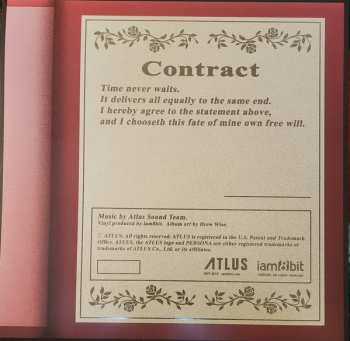 Contract
Time never waits.
It delivers all equally to the same end.
I hereby agree to the statement above,
and I chooseth this fate of mine own free will.
Music by Atlus Sound Team.
Vinyl produced by iam8bit. Album art by Drew Wise.
© ATLUS. All rights reserved. ATLUS is registered in the U.S. Patent and Trademark
Office. ATLUS, the ATLUS logo and PERSONA are either registered trademarks or
trademarks of ATLUS Co., Ltd. or its affiliates.
ATLUS
iam8bit